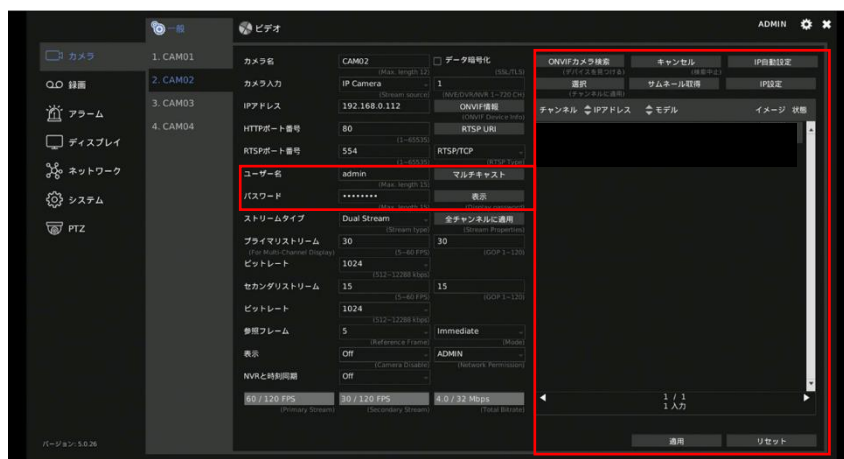 一般
ビデオ
ADMIN
カメラ
録画
アラーム
ディスプレイ
ネットワーク
システム
PTZ
1. CAM01
2. CAM02
3. CAM03
4. CAM04
カメラ名 CAM02 データ暗号化
(Max. length 12) (SSL/TLS)
カメラ入力 IP Camera 1
(Stream source) (NVE/DVR/NVR 1~720 CH)
IPアドレス 192.168.0.112 ONVIF情報
(ONVIF Device Info)
HTTPポート番号 80 RTSP URI
(1~65535)
RTSPポート番号 554 RTSP/TCP
(1~65535) (RTSP Type)
ユーザー名 admin マルチキャスト
(Max. length 15)
パスワード •••••••• 表示
(Max. length 15) (Display password)
ストリームタイプ Dual Stream 全チャンネルに適用
(Stream type) (Stream Properties)
プライマリストリーム 30 30
(For Multi-Channel Display) (5~60 FPS) (GOP 1~120)
ビットレート 1024
(512~12288 kbps)
セカンダリストリーム 15 15
(5~60 FPS) (GOP 1~120)
ビットレート 1024
(512~12288 kbps)
参照フレーム 5 Immediate
(Reference Frame) (Mode)
表示 Off ADMIN
(Camera Disable) (Network Permission)
NVRと時刻同期 Off
60 / 120 FPS 30 / 120 FPS 4.0 / 32 Mbps
(Primary Stream) (Secondary Stream) (Total Bitrate)
ONVIFカメラ検索 キャンセル IP自動設定
(デバイスを見つける) (検索中止)
選択 サムネール取得 IP設定
(チャンネルに適用)
チャンネル IPアドレス モデル イメージ 状態
1 / 1
1 入力
適用 リセット
バージョン: 5.0.26